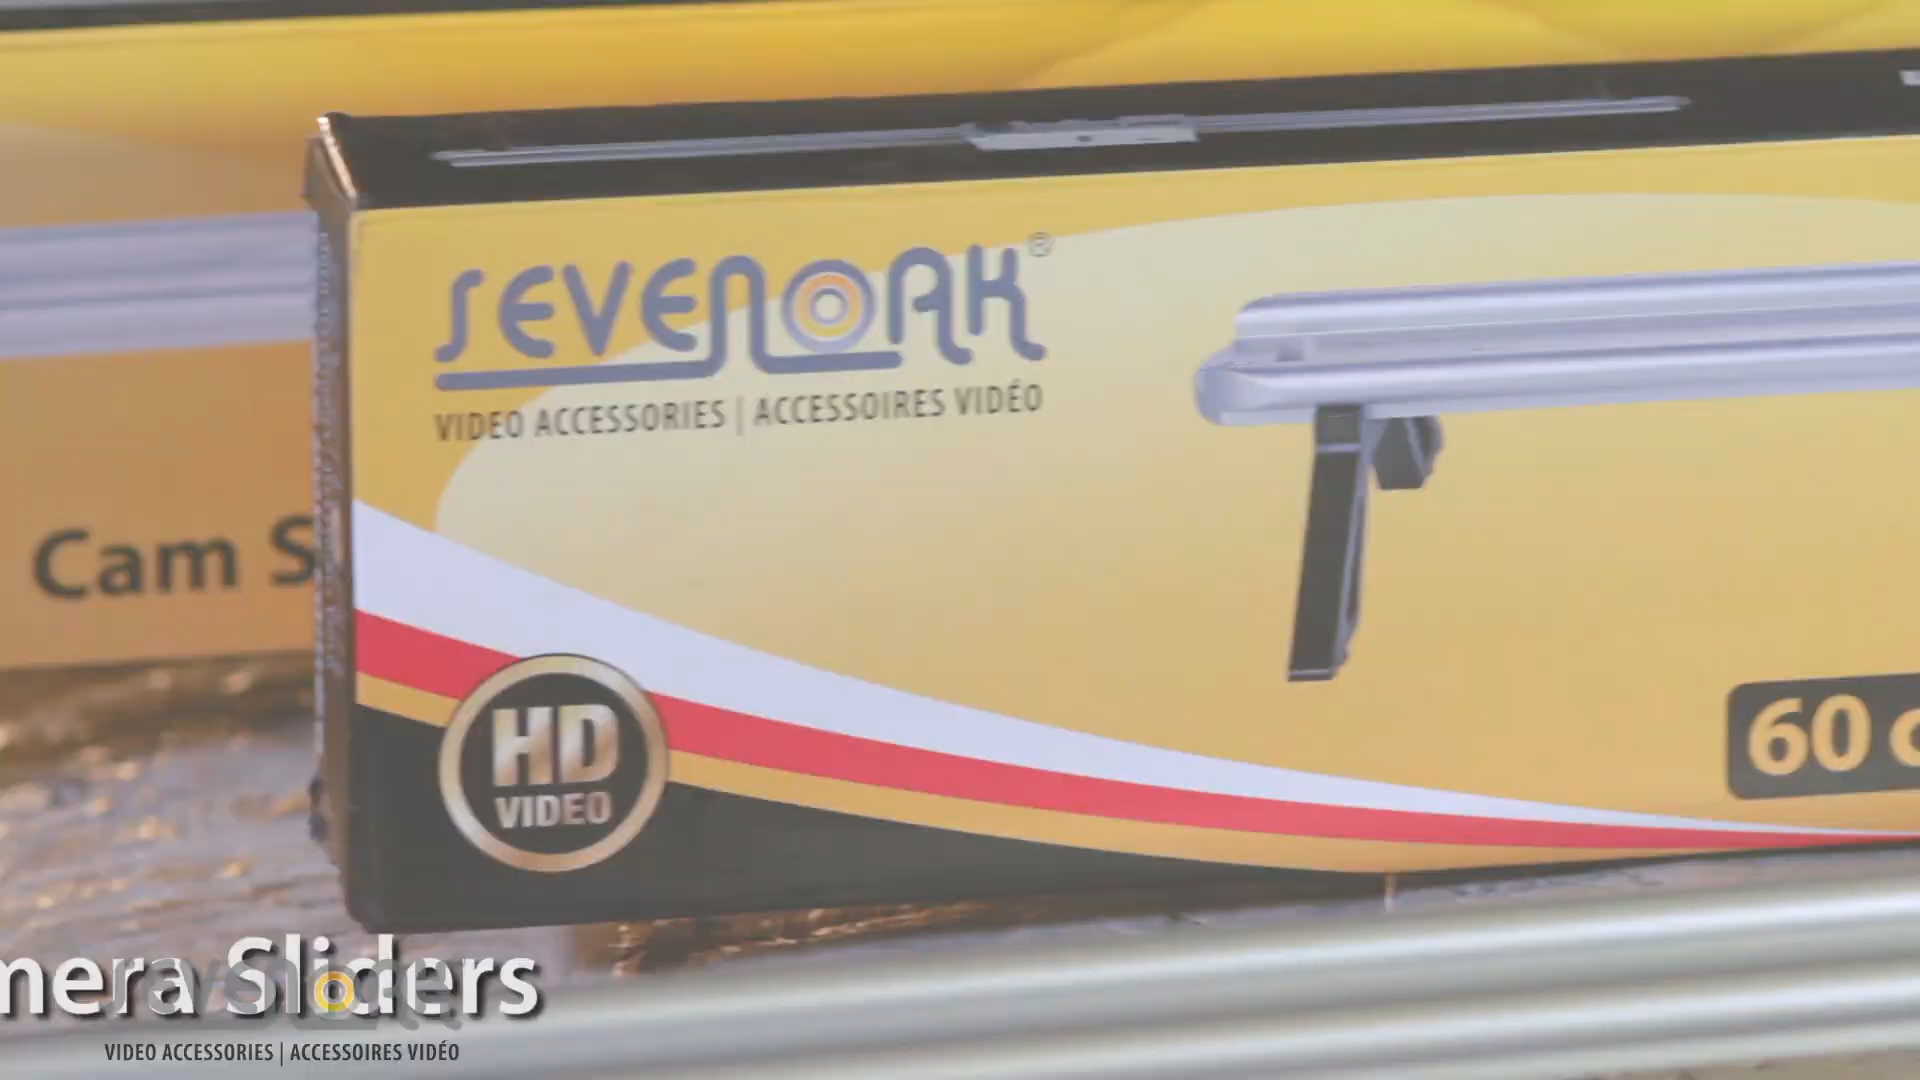 SEVENOAK®
VIDEO ACCESSORIES | ACCESSOIRES VIDÉO
Cam S
HD
VIDEO
60 c
mera Sliders
VIDEO ACCESSORIES | ACCESSOIRES VIDÉO